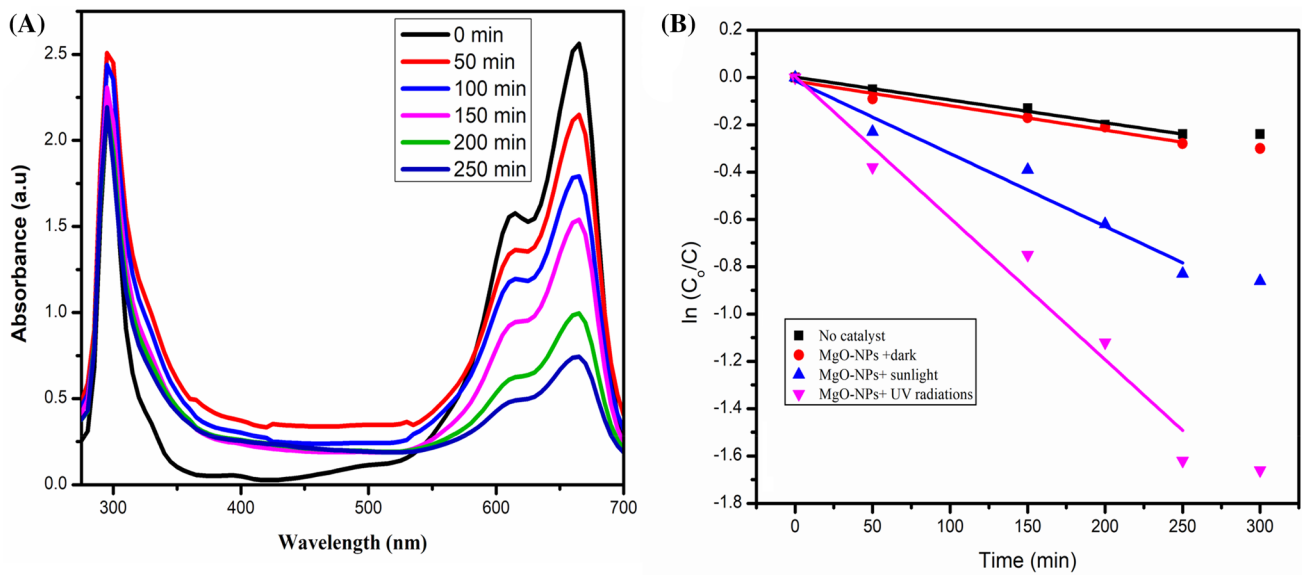 (A)
2.5
2.0
1.5
1.0
0.5
0.0
Absorbance (a.u)
300
400
500
600
700
Wavelength (nm)
0 min
50 min
100 min
150 min
200 min
250 min
(B)
0.2
0.0
-0.2
-0.4
-0.6
-0.8
-1.0
-1.2
-1.4
-1.6
-1.8
ln (Co/C)
0
50
100
150
200
250
300
Time (min)
No catalyst
MgO-NPs +dark
MgO-NPs+ sunlight
MgO-NPs+ UV radiations